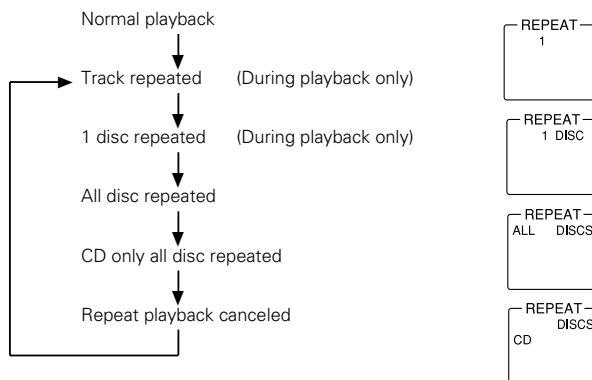 Normal playback
Track repeated (During playback only)
1 disc repeated (During playback only)
All disc repeated
CD only all disc repeated
Repeat playback canceled
REPEAT
1
REPEAT
1 DISC
REPEAT
ALL DISCS
REPEAT
DISCS
CD